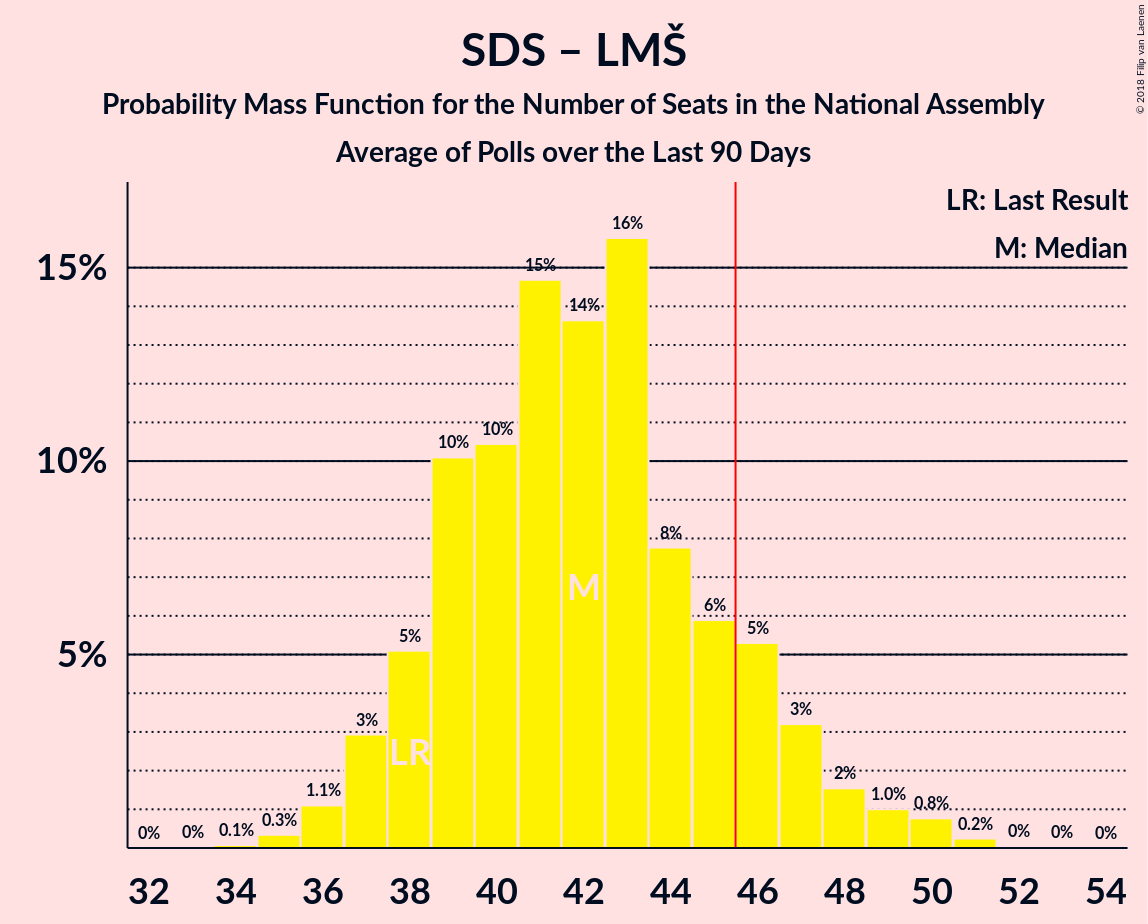 SDS – LMŠ
Probability Mass Function for the Number of Seats in the National Assembly
Average of Polls over the Last 90 Days
© 2018 Filip van Laenen
LR: Last Result
M: Median
15%
10%
5%
0%
0%
0.1%
0.3%
1.1%
3%
5%
10%
10%
15%
14%
16%
8%
6%
5%
3%
2%
1.0%
0.8%
0.2%
0%
0%
0%
LR
M
32 34 36 38 40 42 44 46 48 50 52 54